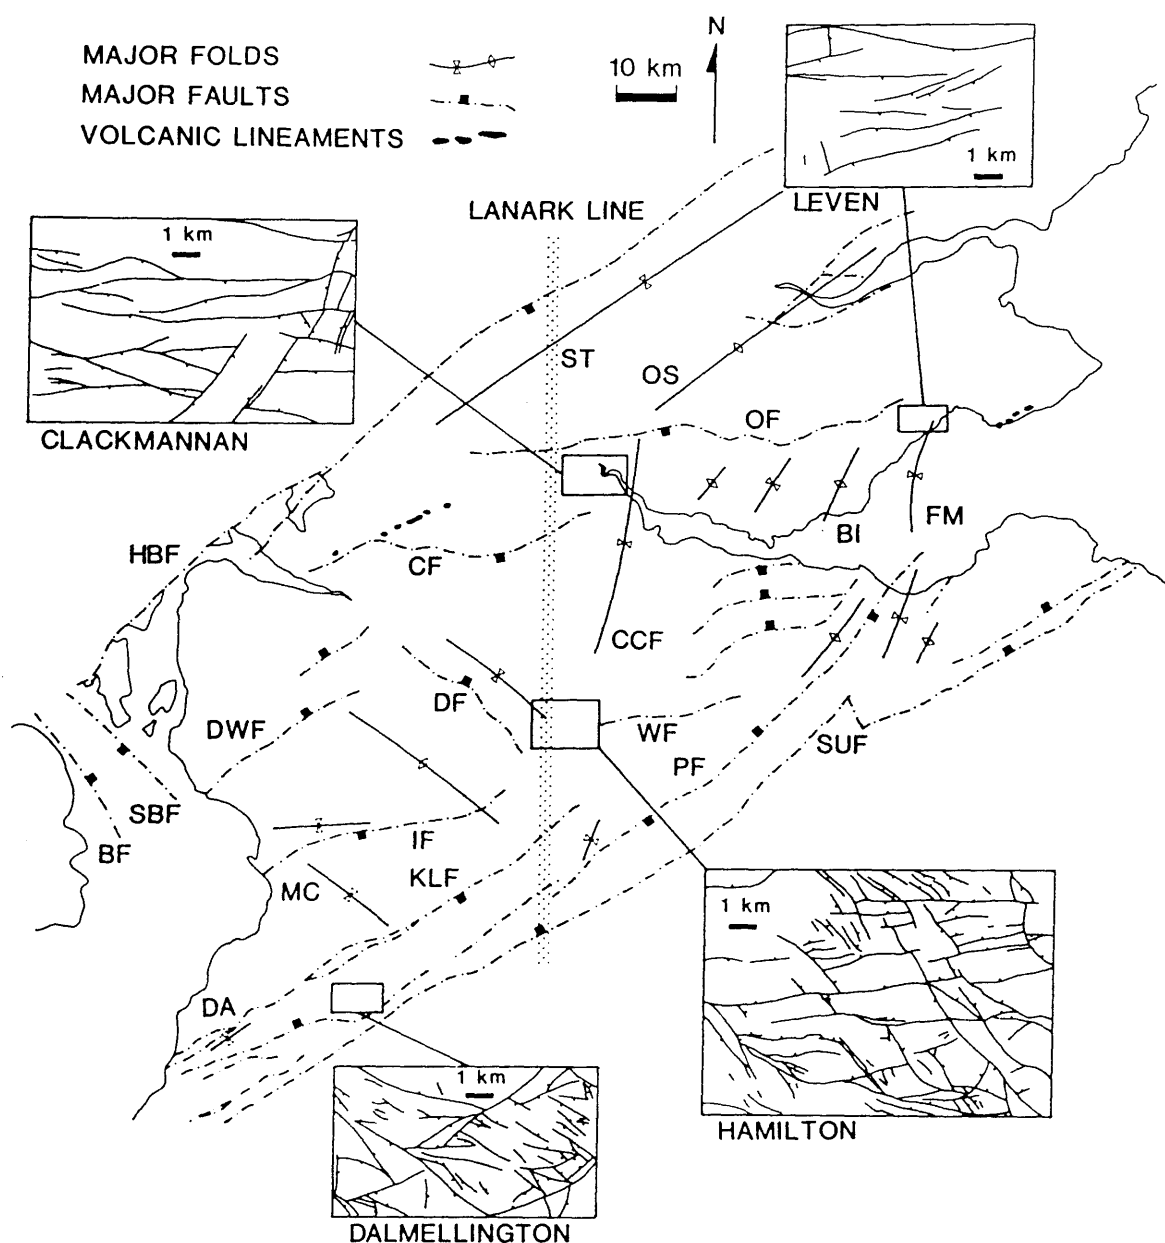 N
MAJOR FOLDS
10 km
MAJOR FAULTS
VOLCANIC LINEAMENTS
1 km
LEVEN
LANARK LINE
1 km
CLACKMANNAN
ST
OS
OF
BI
FM
HBF
CF
CCF
DF
DWF
WF
SUF
PF
SBF
BF
IF
KLF
MC
1 km
HAMILTON
DA
1 km
DALMELLINGTON